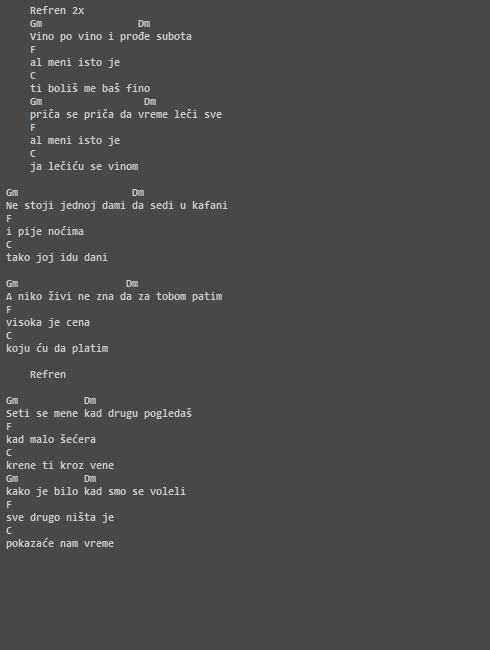 Refren 2x
Gm Dm
Vino po vino i prođe subota
F
al meni isto je
C
ti boliš me baš fino
Gm Dm
priča se priča da vreme leči sve
F
al meni isto je
C
ja lečiću se vinom
Gm Dm
Ne stoji jednoj dami da sedi u kafani
F
i pije noćima
C
tako joj idu dani
Gm Dm
A niko živi ne zna da za tobom patim
F
visoka je cena
C
koju ću da platim
Refren
Gm Dm
Seti se mene kad drugu pogledaš
F
kad malo šećera
C
krene ti kroz vene
Gm Dm
kako je bilo kad smo se voleli
F
sve drugo ništa je
C
pokazaće nam vreme